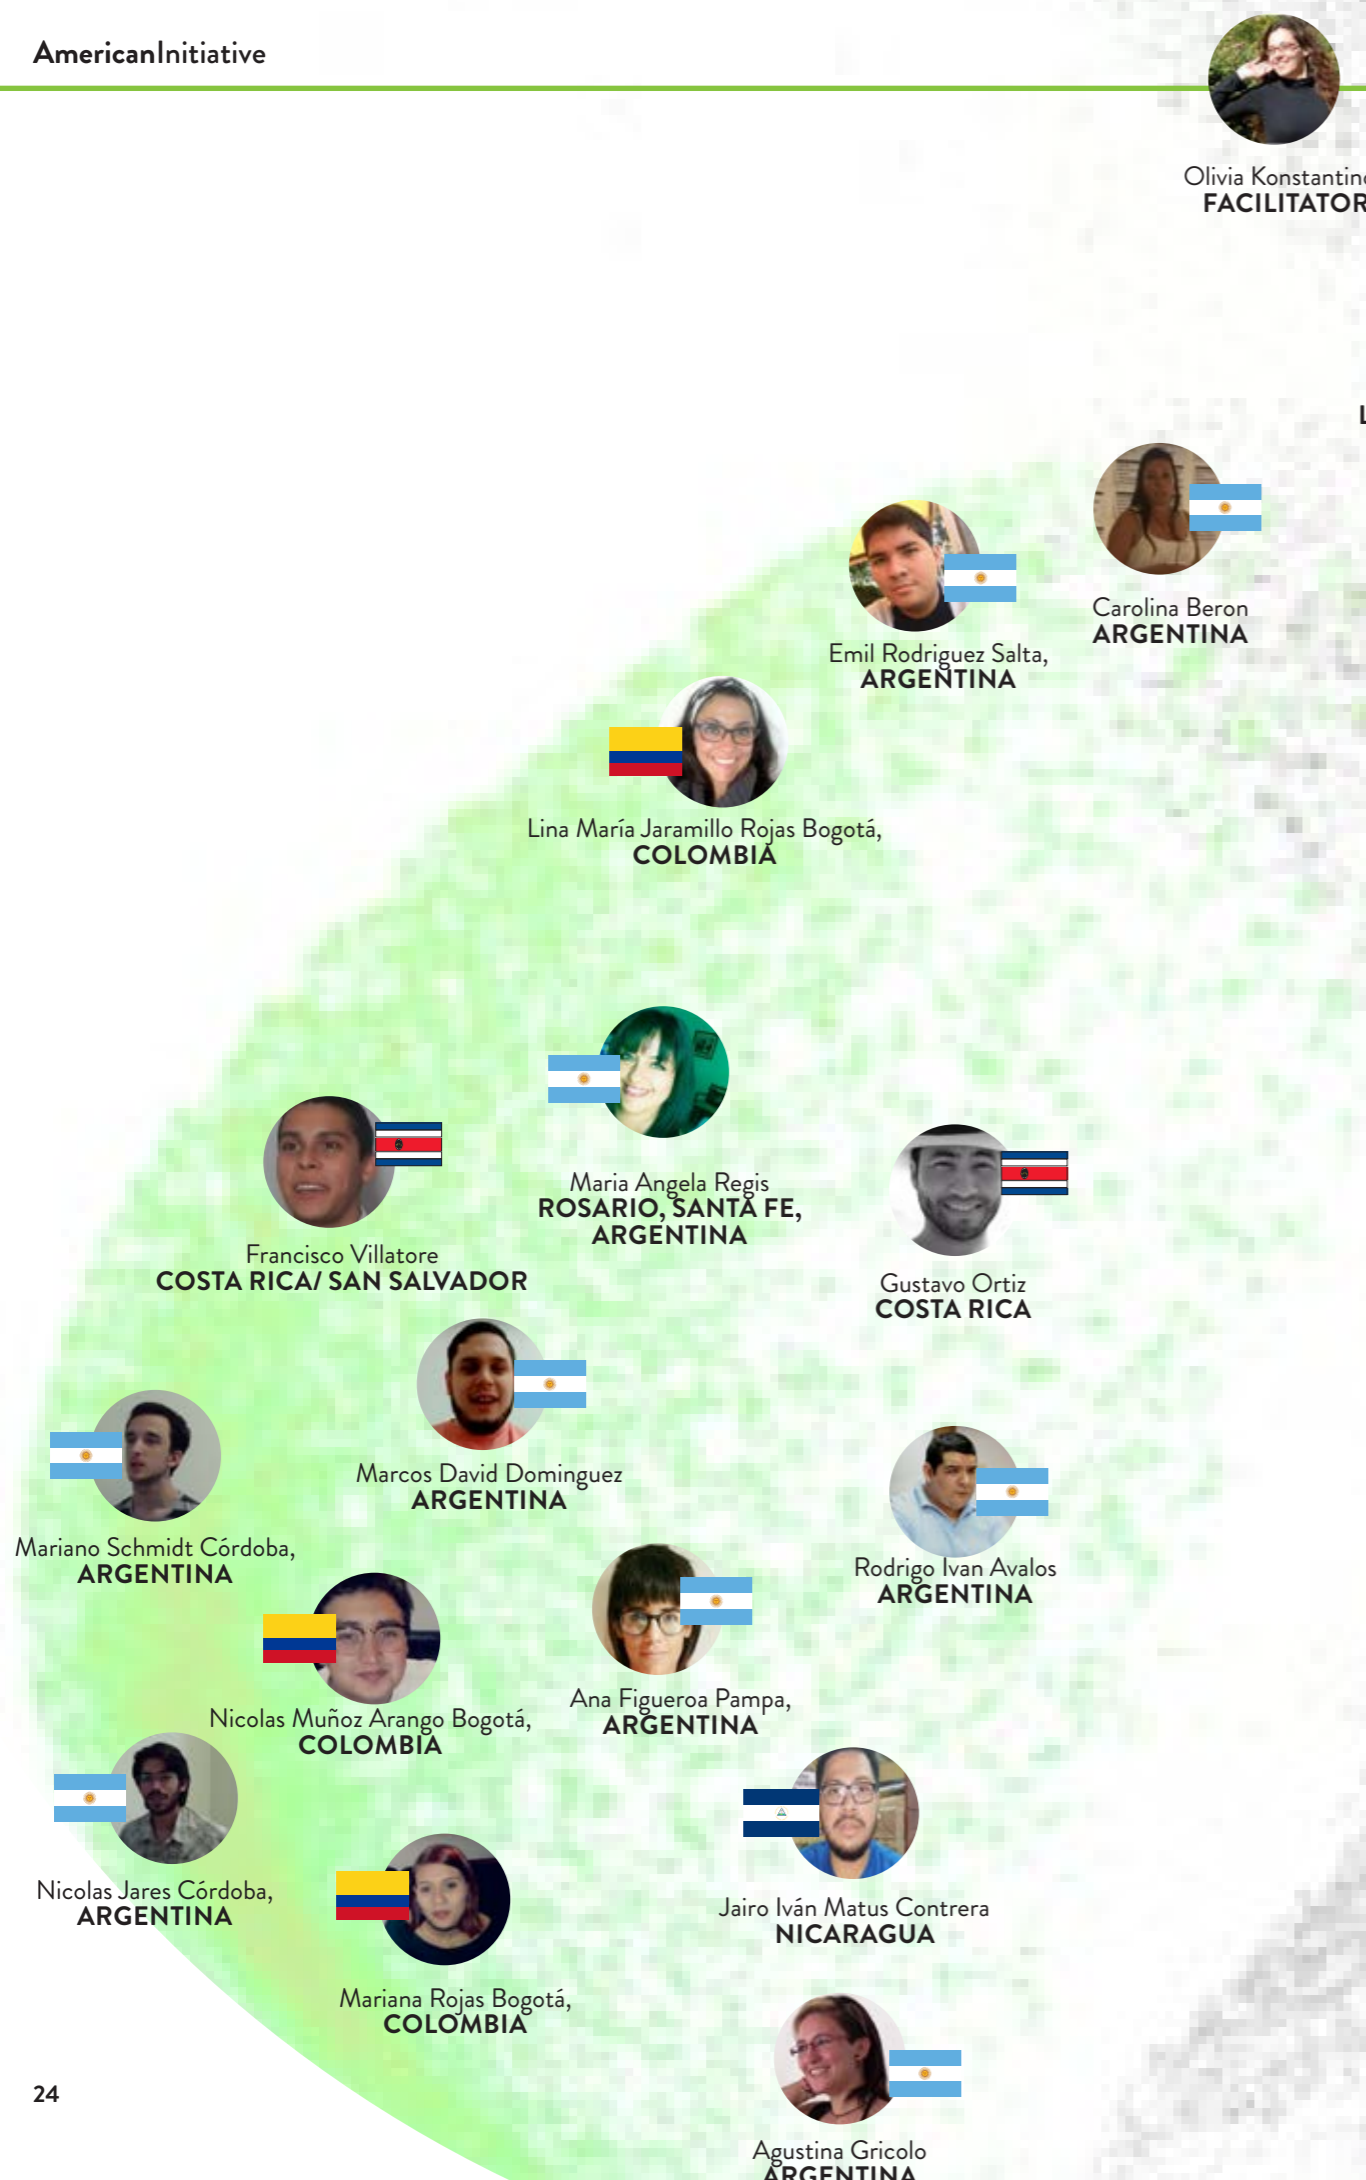 AmericanInitiative
Olivia Konstantino
FACILITATOR
L
Carolina Beron
ARGENTINA
Emil Rodriguez Salta,
ARGENTINA
Lina María Jaramillo Rojas Bogotá,
COLOMBIA
Maria Angela Regis
ROSARIO, SANTA FE,
ARGENTINA
Francisco Villatore
COSTA RICA/ SAN SALVADOR
Gustavo Ortiz
COSTA RICA
Marcos David Dominguez
ARGENTINA
Mariano Schmidt Córdoba,
ARGENTINA
Rodrigo Ivan Avalos
ARGENTINA
Nicolas Muñoz Arango Bogotá,
COLOMBIA
Ana Figueroa Pampa,
ARGENTINA
Nicolas Jares Córdoba,
ARGENTINA
Jairo Iván Matus Contrera
NICARAGUA
Mariana Rojas Bogotá,
COLOMBIA
24
Agustina Gricolo
ARGENTINA